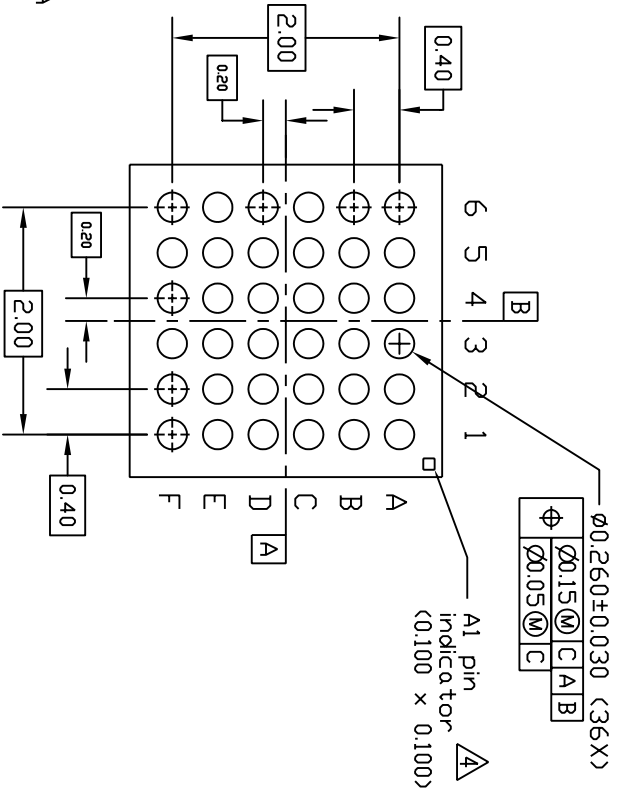 Ø0.260±0.030 (36X)
⌖ Ø0.15 Ⓜ C A B
Ø0.05 Ⓜ C
B
6 5 4 3 2 1
A1 pin
indicator
(0.100 x 0.100)
4
0.40
2.00
0.20
A
B
C
D
E
F
A
0.20
0.40
2.00